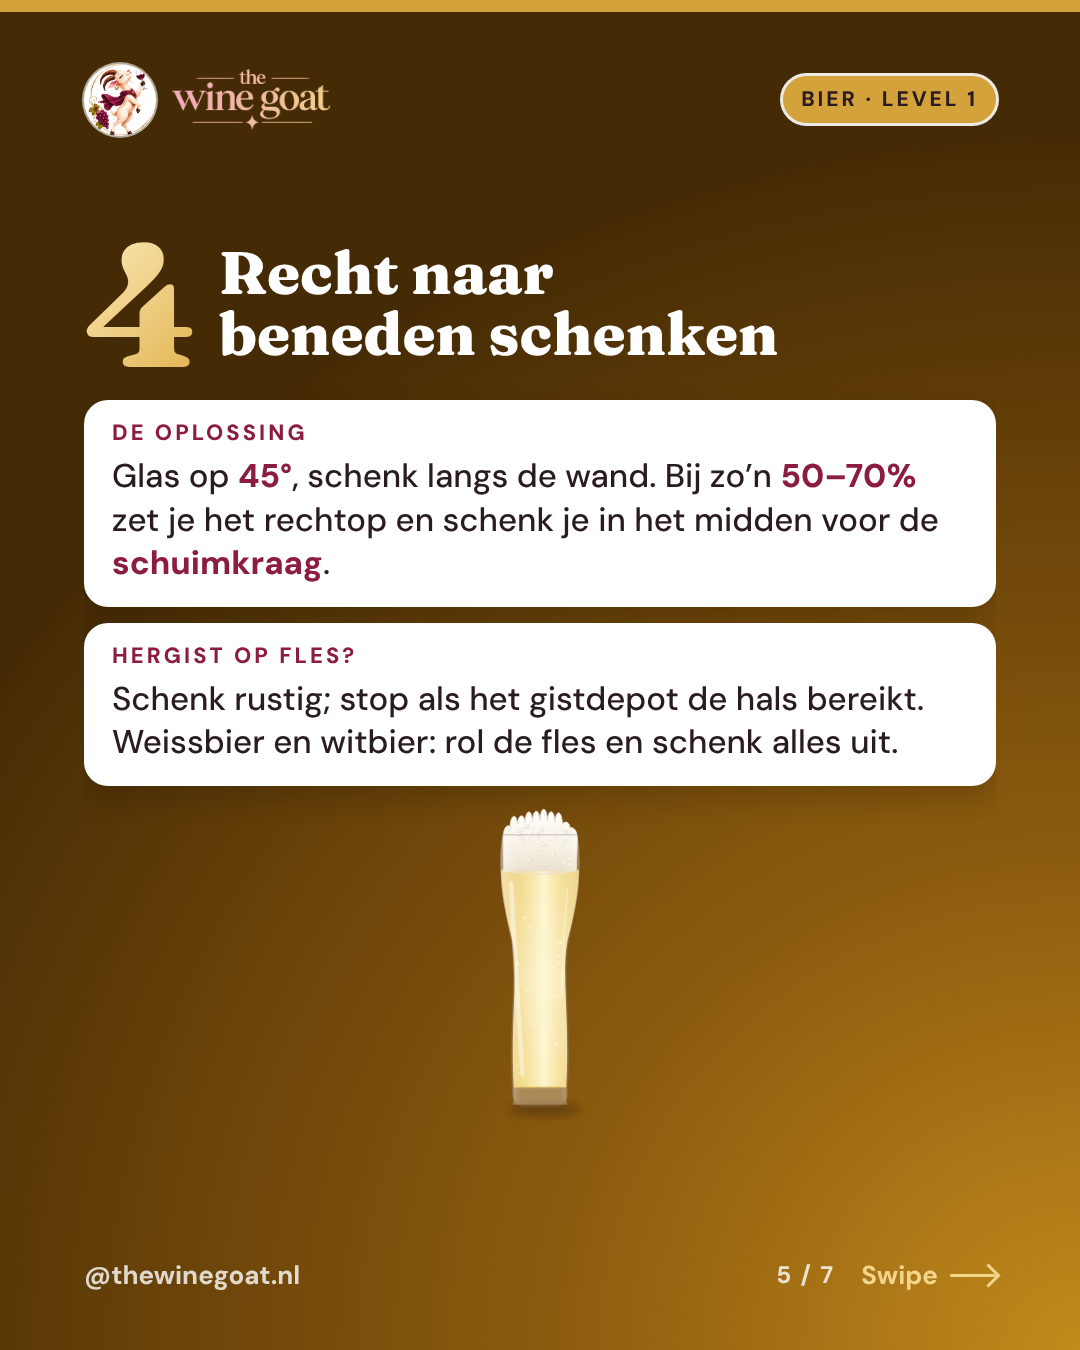 the
wine goat
BIER · LEVEL 1
4
Recht naar
beneden schenken
DE OPLOSSING
Glas op 45°, schenk langs de wand. Bij zo’n 50–70%
zet je het rechtop en schenk je in het midden voor de
schuimkraag.
HERGIST OP FLES?
Schenk rustig; stop als het gistdepot de hals bereikt.
Weissbier en witbier: rol de fles en schenk alles uit.
@thewinegoat.nl
5 / 7
Swipe